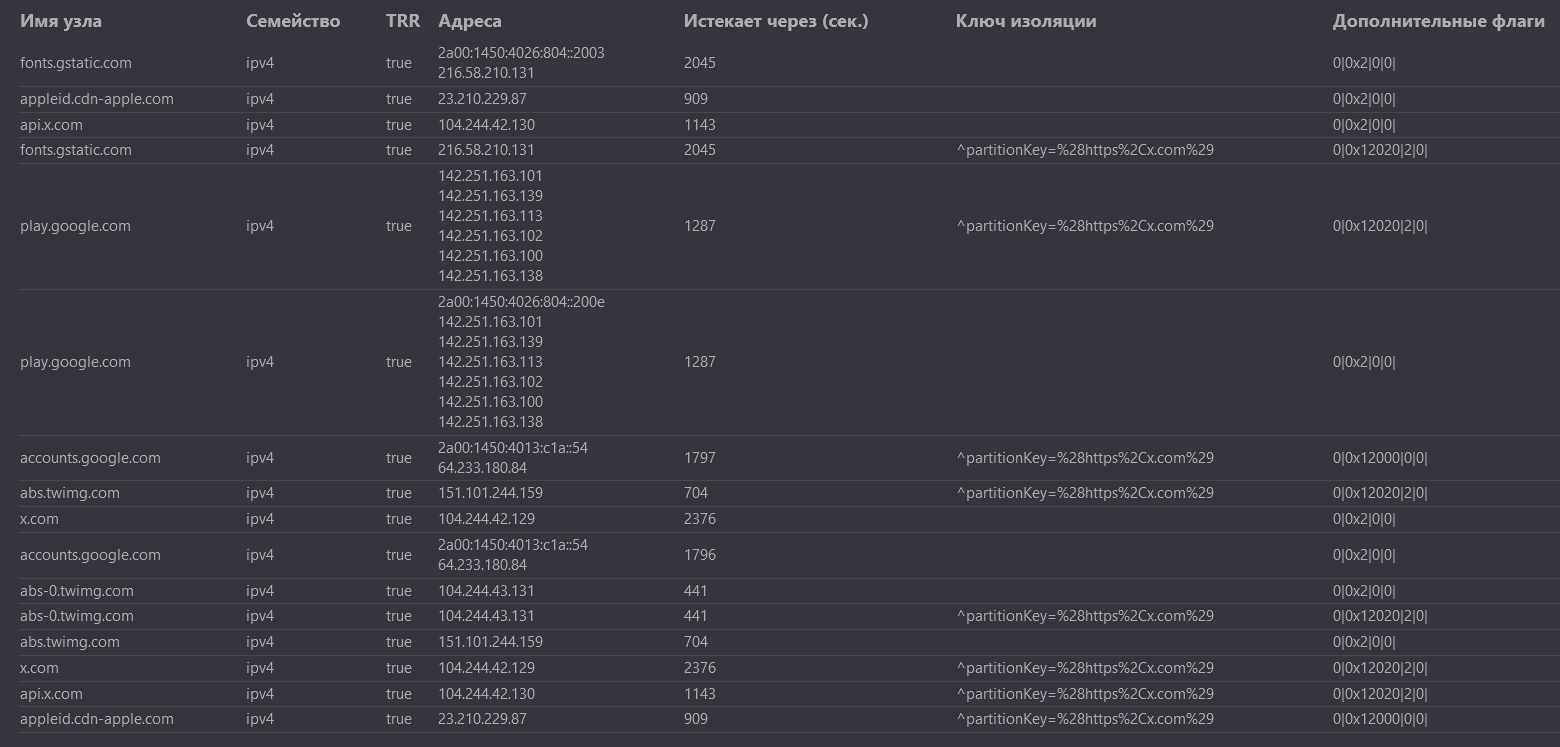 Имя узла Семейство TRR Адреса Истекает через (сек.) Ключ изоляции Дополнительные флаги
fonts.gstatic.com ipv4 true 2a00:1450:4026:804::2003 2045 0|0x2|0|0|
216.58.210.131
appleid.cdn-apple.com ipv4 true 23.210.229.87 909 0|0x2|0|0|
api.x.com ipv4 true 104.244.42.130 1143 0|0x2|0|0|
fonts.gstatic.com ipv4 true 216.58.210.131 2045 ^partitionKey=%28https%2Cx.com%29 0|0x12020|2|0|
play.google.com ipv4 true 142.251.163.101 1287 ^partitionKey=%28https%2Cx.com%29 0|0x12020|2|0|
142.251.163.139
142.251.163.113
142.251.163.102
142.251.163.100
142.251.163.138
play.google.com ipv4 true 2a00:1450:4026:804::200e 1287 0|0x2|0|0|
142.251.163.101
142.251.163.139
142.251.163.113
142.251.163.102
142.251.163.100
142.251.163.138
accounts.google.com ipv4 true 2a00:1450:4013:c1a::54 1797 ^partitionKey=%28https%2Cx.com%29 0|0x12000|0|0|
64.233.180.84
abs.twimg.com ipv4 true 151.101.244.159 704 ^partitionKey=%28https%2Cx.com%29 0|0x12020|2|0|
x.com ipv4 true 104.244.42.129 2376 0|0x2|0|0|
accounts.google.com ipv4 true 2a00:1450:4013:c1a::54 1796 0|0x2|0|0|
64.233.180.84
abs-0.twimg.com ipv4 true 104.244.43.131 441 0|0x2|0|0|
abs-0.twimg.com ipv4 true 104.244.43.131 441 ^partitionKey=%28https%2Cx.com%29 0|0x12020|2|0|
abs.twimg.com ipv4 true 151.101.244.159 704 0|0x2|0|0|
x.com ipv4 true 104.244.42.129 2376 ^partitionKey=%28https%2Cx.com%29 0|0x12020|2|0|
api.x.com ipv4 true 104.244.42.130 1143 ^partitionKey=%28https%2Cx.com%29 0|0x12020|2|0|
appleid.cdn-apple.com ipv4 true 23.210.229.87 909 ^partitionKey=%28https%2Cx.com%29 0|0x12000|0|0|